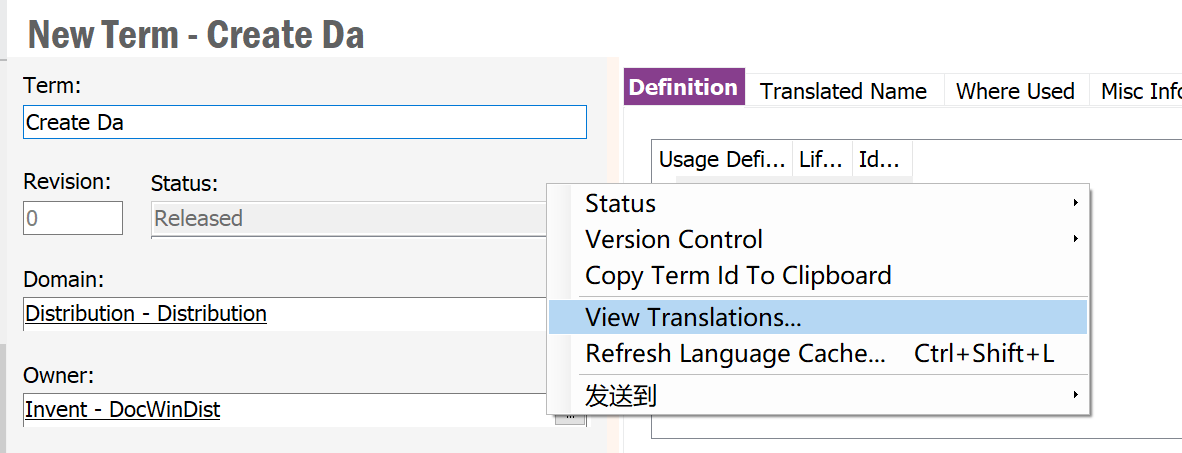 New Term - Create Da
Term:
Create Da
Revision:
Status:
0
Released
Domain:
Distribution - Distribution
Owner:
Invent - DocWinDist
...
Definition
Translated Name
Where Used
Misc Info
Usage Defi...
Lif...
Id...
Status
Version Control
Copy Term Id To Clipboard
View Translations...
Refresh Language Cache... Ctrl+Shift+L
发送到